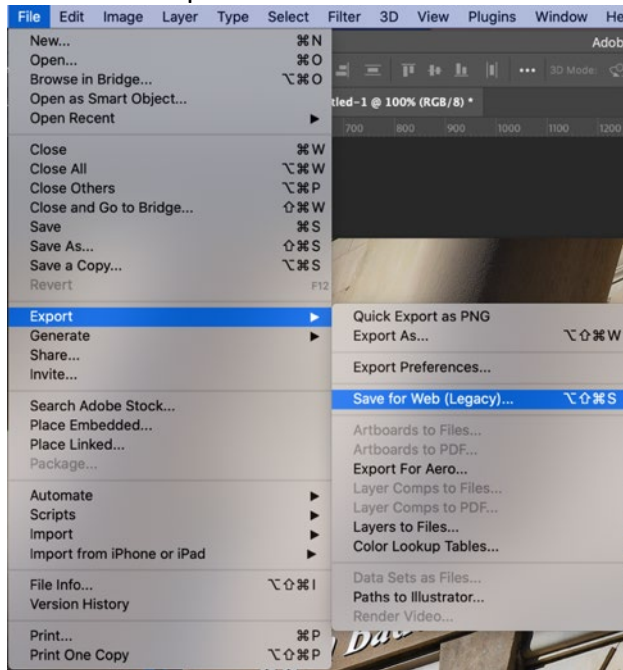 File Edit Image Layer Type Select Filter 3D View Plugins Window He
Adob
3D Mode:
tled-1 @ 100% (RGB/8) *
700 800 900 1000 1100 1200
New... ⌘N
Open... ⌘O
Browse in Bridge... ⌥⌘O
Open as Smart Object...
Open Recent ▶
Close ⌘W
Close All ⌥⌘W
Close Others ⌥⌘P
Close and Go to Bridge... ⇧⌘W
Save ⌘S
Save As... ⇧⌘S
Save a Copy... ⌥⌘S
Revert F12
Export ▶
Generate ▶
Share...
Invite...
Search Adobe Stock...
Place Embedded...
Place Linked...
Package...
Automate ▶
Scripts ▶
Import ▶
Import from iPhone or iPad ▶
File Info... ⌥⇧⌘I
Version History
Print... ⌘P
Print One Copy ⌥⇧⌘P
Quick Export as PNG
Export As... ⌥⇧⌘W
Export Preferences...
Save for Web (Legacy)... ⌥⇧⌘S
Artboards to Files...
Artboards to PDF...
Export For Aero...
Layer Comps to Files...
Layer Comps to PDF...
Layers to Files...
Color Lookup Tables...
Data Sets as Files...
Paths to Illustrator...
Render Video...